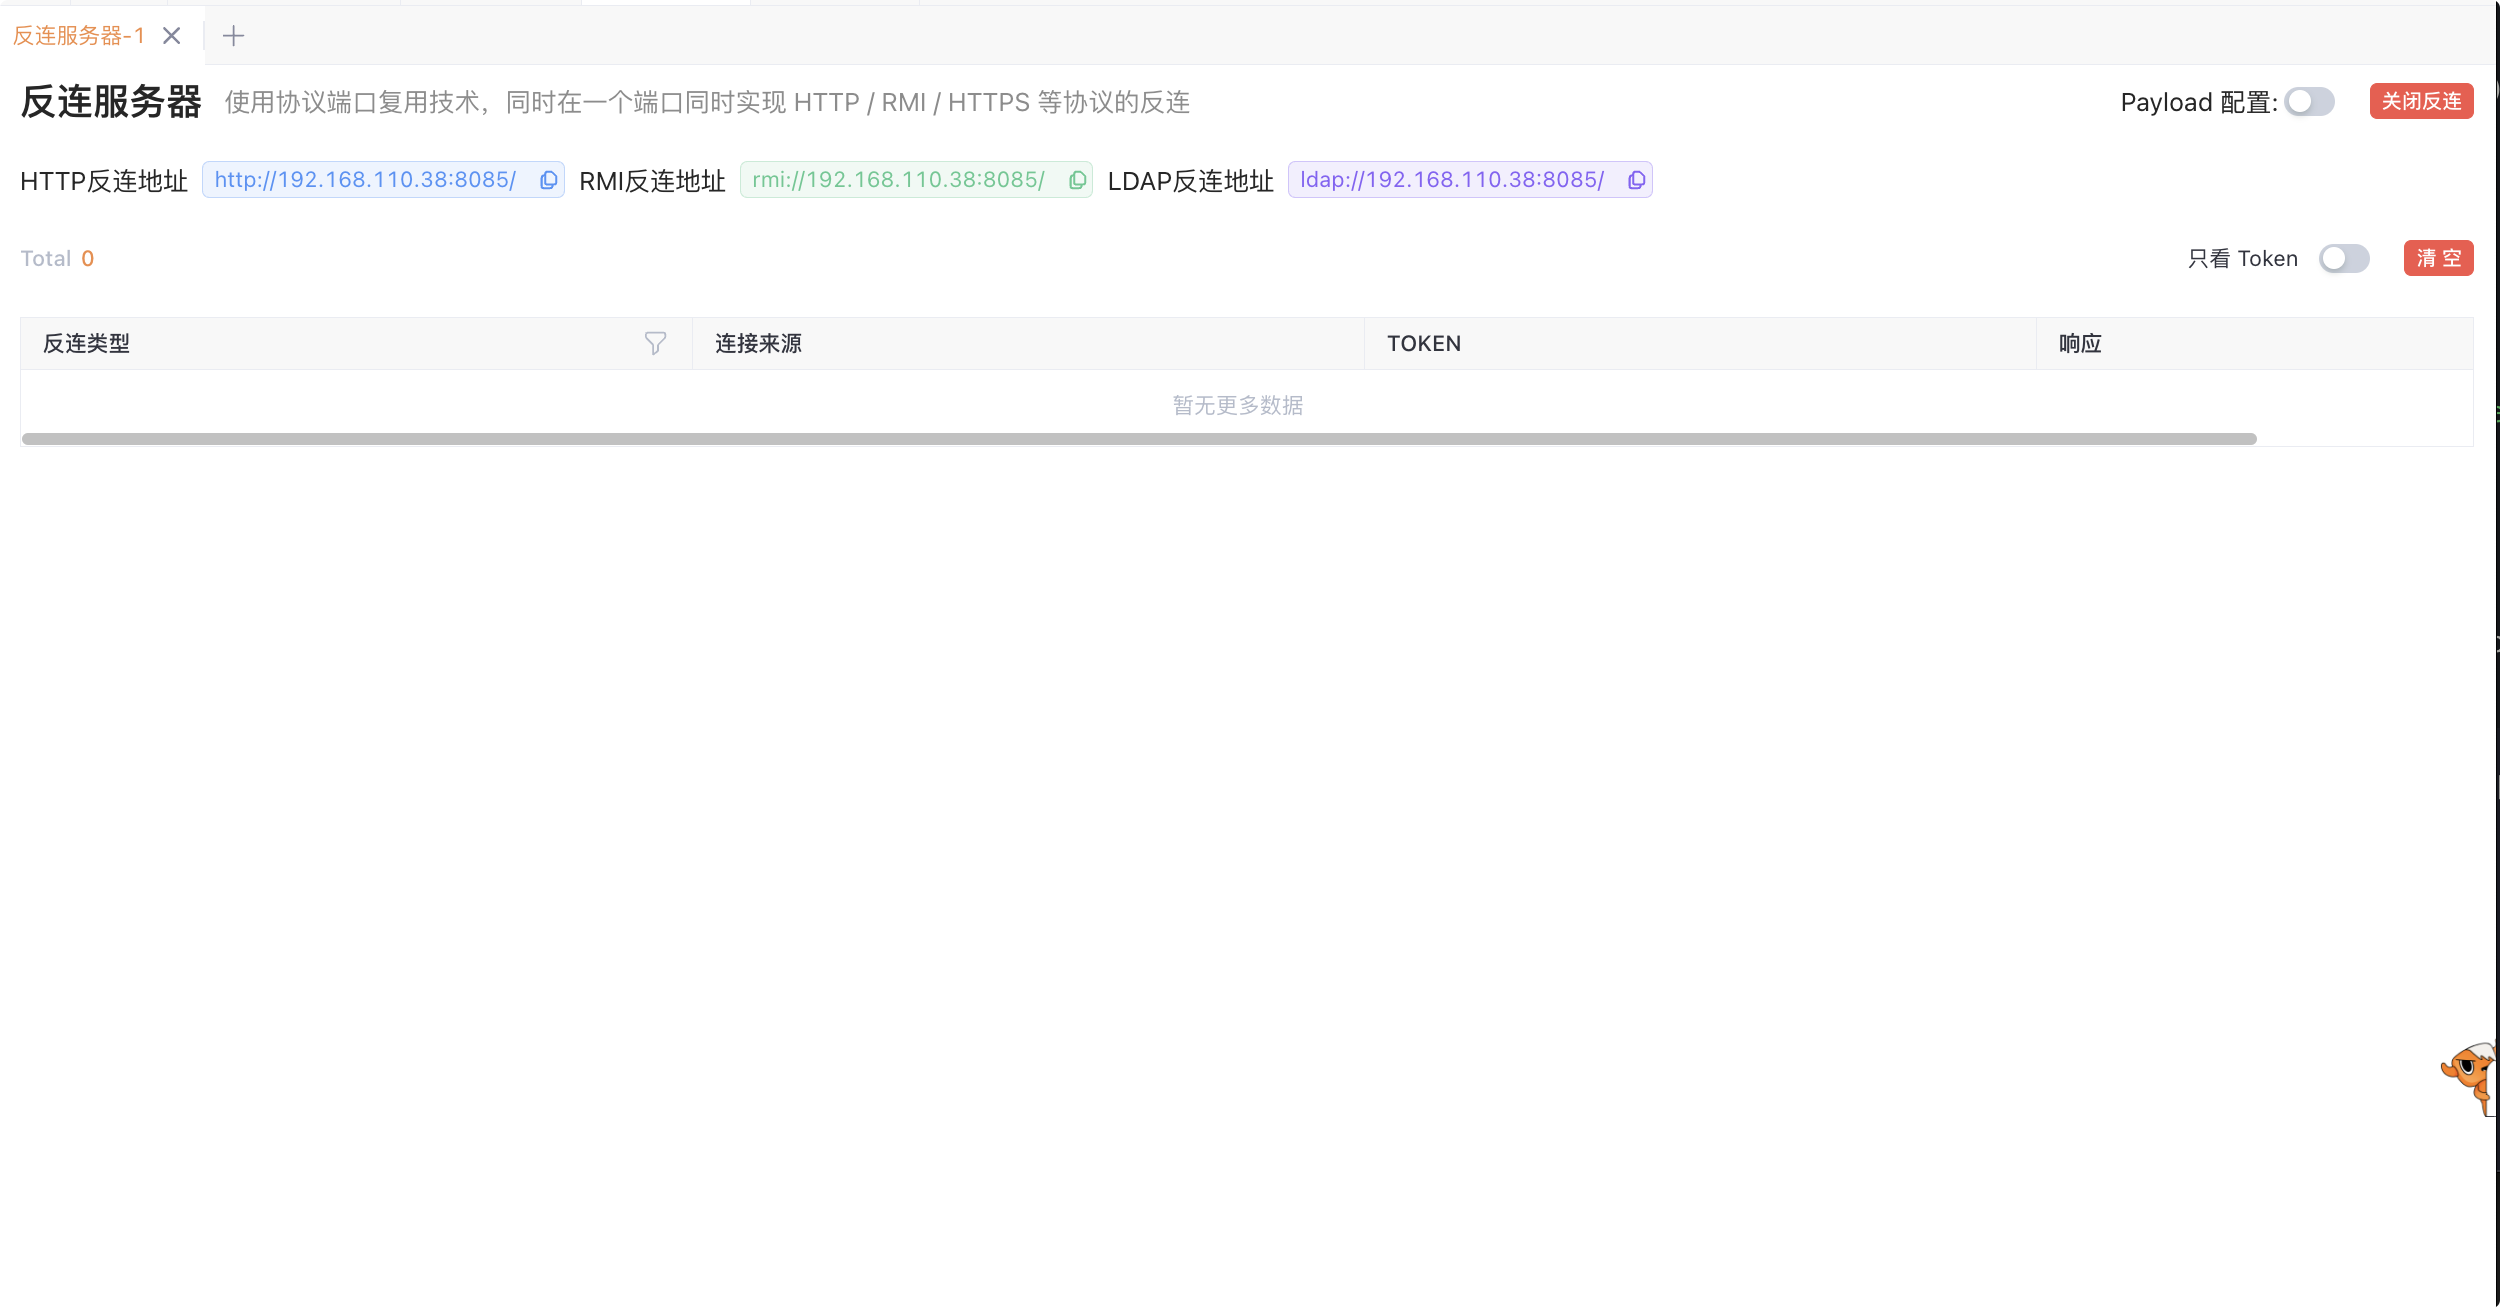 反连服务器-1
反连服务器 使用协议端口复用技术，同时在一个端口同时实现 HTTP / RMI / HTTPS 等协议的反连 Payload 配置: 关闭反连
HTTP反连地址 http://192.168.110.38:8085/ RMI反连地址 rmi://192.168.110.38:8085/ LDAP反连地址 ldap://192.168.110.38:8085/
Total 0 只看 Token 清 空
反连类型 连接来源 TOKEN 响应
暂无更多数据